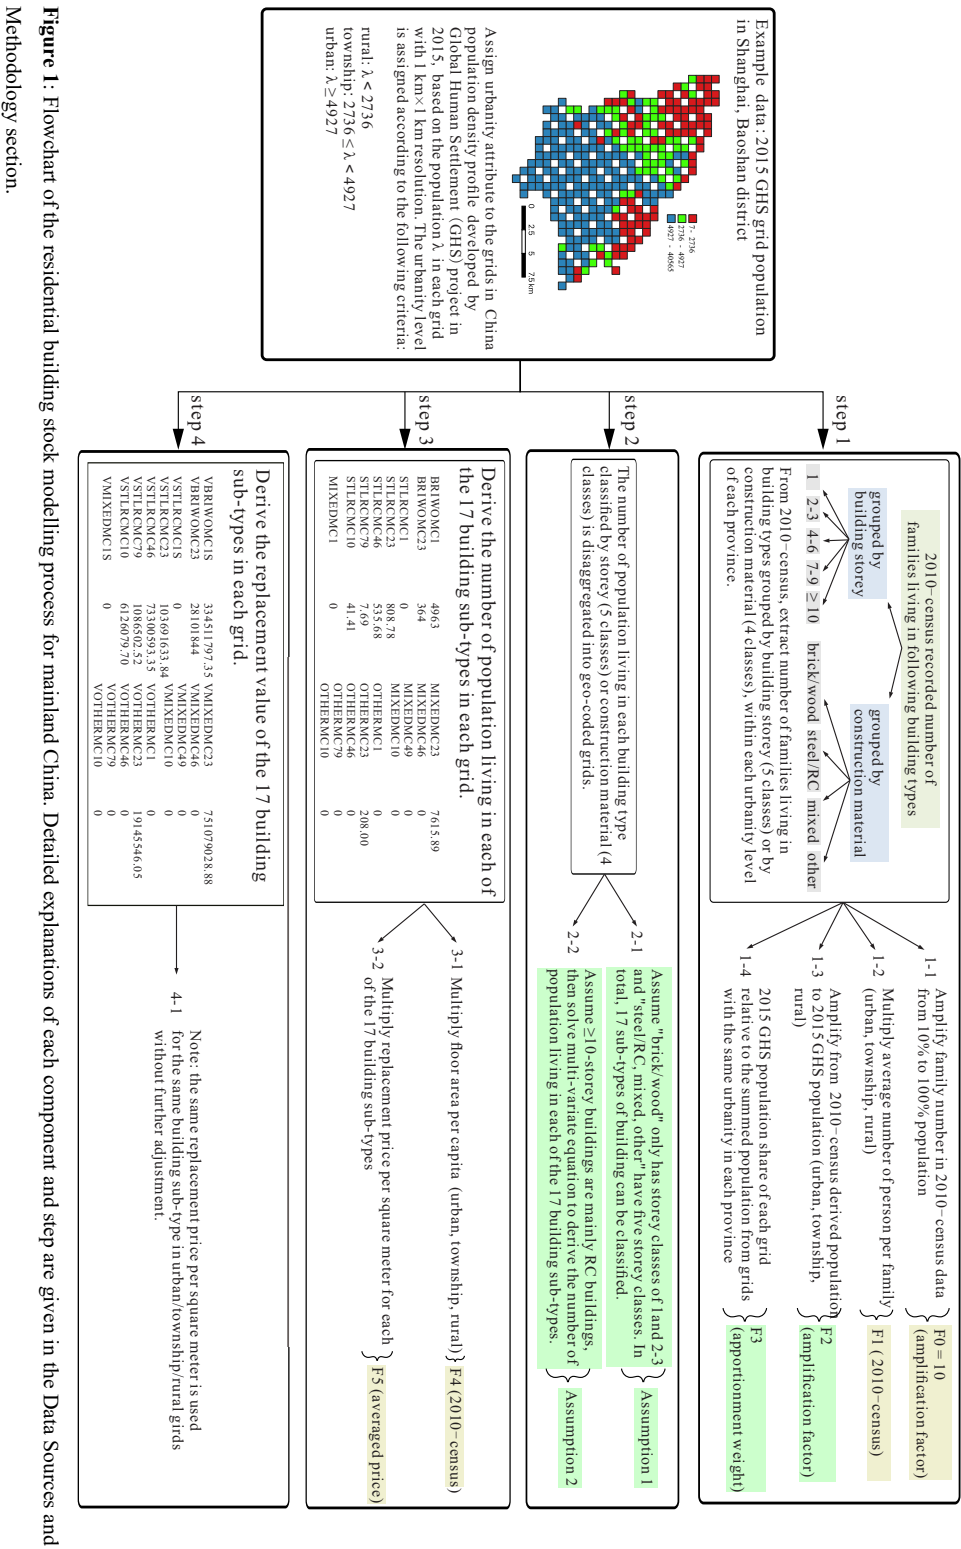 Example data: 2015 GHS grid population
in Shanghai, Baoshan district
7 - 2736
2736 - 4927
4927 - 40565
0 2.5 5 7.5 km
Assign urbanity attribute to the grids in China
population density profile developed by
Global Human Settlement (GHS) project in
2015, based on the population λ in each grid
with 1 km×1 km resolution. The urbanity level
is assigned according to the following criteria:
rural: λ < 2736
township: 2736 ≤ λ < 4927
urban: λ ≥ 4927
step 1
2010-census recorded number of
families living in following building types
grouped by
building storey
grouped by
construction material
1 2-3 4-6 7-9 ≥ 10 brick/wood steel/RC mixed other
From 2010-census, extract number of families living in
building types grouped by building storey (5 classes) or by
construction material (4 classes), within each urbanity level
of each province.
1-1 Amplify family number in 2010-census data
from 10% to 100% population
F0 = 10
(amplification factor)
1-2 Multiply average number of person per family
(urban, township, rural)
F1 ( 2010-census)
1-3 Amplify from 2010-census derived population
to 2015 GHS population (urban, township,
rural)
F2
(amplification factor)
1-4 2015 GHS population share of each grid
relative to the summed population from grids
with the same urbanity in each province
F3
(apportionment weight)
step 2
The number of population living in each building type
classified by storey (5 classes) or construction material (4
classes) is disaggregated into geo-coded grids.
2-1 Assume "brick/wood" only has storey classes of 1 and 2-3
and "steel/RC, mixed, other" have five storey classes. In
total, 17 sub-types of building can be classified.
Assumption 1
2-2 Assume ≥10-storey buildings are mainly RC buildings,
then solve multi-variate equation to derive the number of
population living in each of the 17 building sub-types.
Assumption 2
step 3
Derive the number of population living in each of
the 17 building sub-types in each grid.
BRIWOMC1 4963 MIXEDMC23 7615.89
BRIWOMC23 364 MIXEDMC46 0
STLRCMC1 0 MIXEDMC49 0
STLRCMC23 808.78 MIXEDMC10 0
STLRCMC46 535.68 OTHERMC1 0
STLRCMC79 7.69 OTHERMC23 208.00
STLRCMC10 41.41 OTHERMC46 0
MIXEDMC1 0 OTHERMC79 0
OTHERMC10 0
3-1 Multiply floor area per capita (urban, township, rural)
F4 (2010-census)
3-2 Multiply replacement price per square meter for each
of the 17 building sub-types
F5 (averaged price)
step 4
Derive the replacement value of the 17 building
sub-types in each grid.
VBRIWOMC1S 334511797.35 VMIXEDMC23 751079028.88
VBRIWOMC23 28101844 VMIXEDMC46 0
VSTLRCMC1S 0 VMIXEDMC49 0
VSTLRCMC23 103691633.84 VMIXEDMC10 0
VSTLRCMC46 73300593.35 VOTHERMC1 0
VSTLRCMC79 1086502.52 VOTHERMC23 19145546.05
VSTLRCMC10 6126079.70 VOTHERMC46 0
VMIXEDMC1S 0 VOTHERMC79 0
VOTHERMC10 0
4-1 Note: the same replacement price per square meter is used
for the same building sub-type in urban/township/rural girds
without further adjustment.
Figure 1: Flowchart of the residential building stock modelling process for mainland China. Detailed explanations of each component and step are given in the Data Sources and
Methodology section.